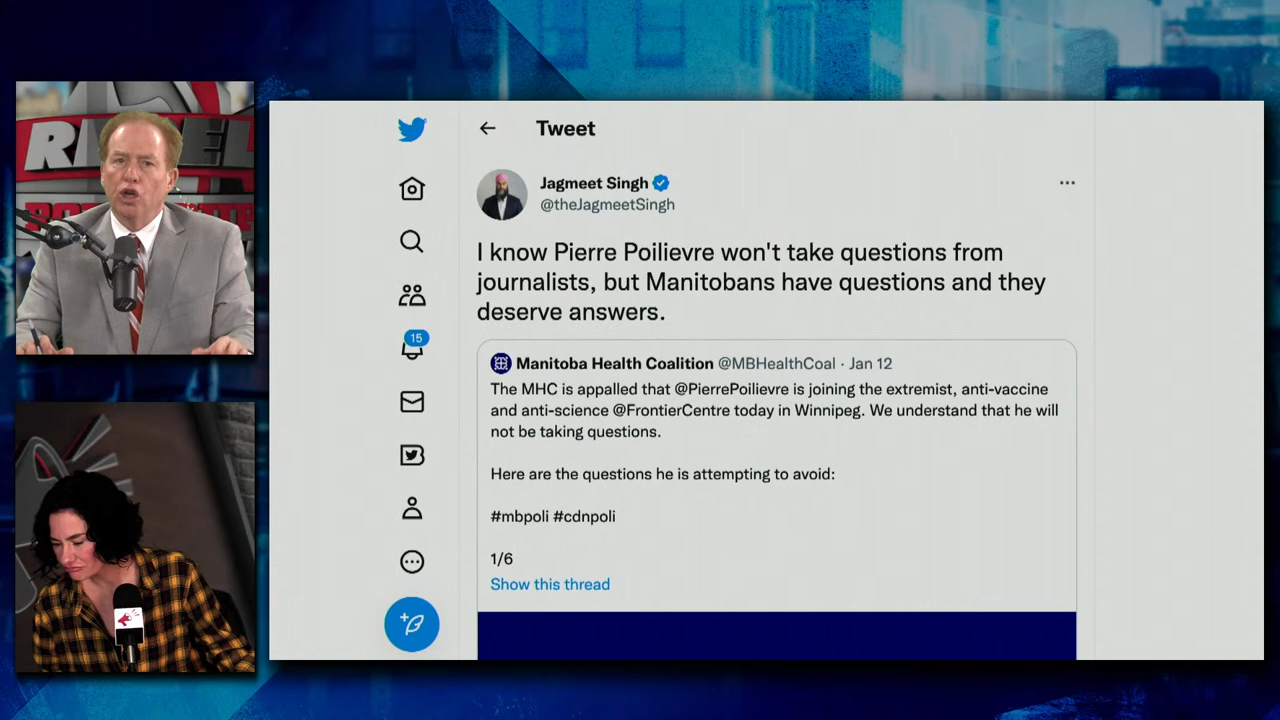 Tweet
Jagmeet Singh
@theJagmeetSingh
I know Pierre Poilievre won't take questions from
journalists, but Manitobans have questions and they
deserve answers.
Manitoba Health Coalition @MBHealthCoal · Jan 12
The MHC is appalled that @PierrePoilievre is joining the extremist, anti-vaccine
and anti-science @FrontierCentre today in Winnipeg. We understand that he will
not be taking questions.
Here are the questions he is attempting to avoid:
#mbpoli #cdnpoli
1/6
Show this thread
15